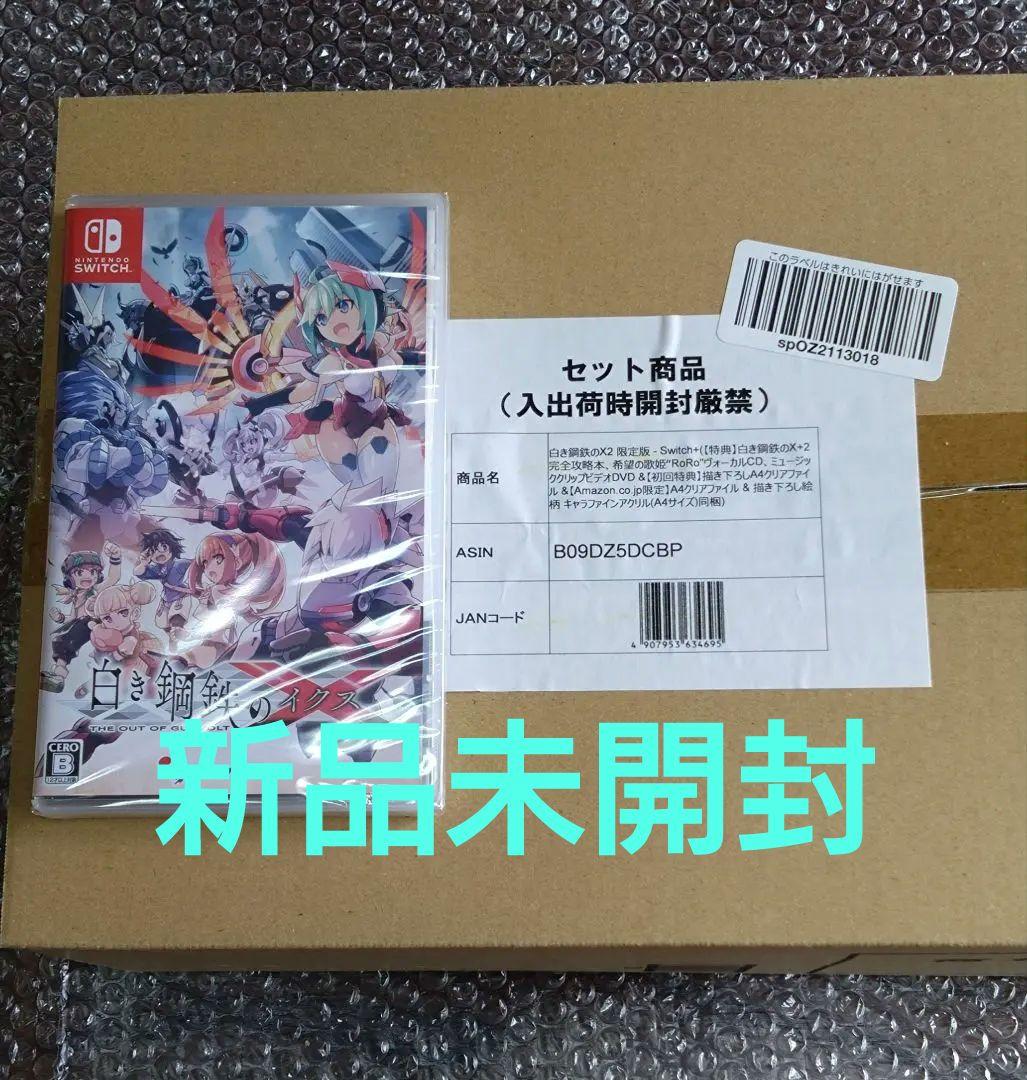 NINTENDO
SWITCH
このラベルはきれいにはがせます
spOZ2113018
セット商品
（入出荷時開封厳禁）
商品名
白き鋼鉄のX2 限定版 - Switch+(【特典】白き鋼鉄のX+2
完全攻略本、希望の歌姫"RoRo"ヴォーカルCD、ミュージッ
ククリップビデオDVD &【初回特典】描き下ろしA4クリアファイ
ル &【Amazon.co.jp限定】A4クリアファイル & 描き下ろし絵
柄 キャラファインアクリル(A4サイズ)同梱)
ASIN
B09DZ5DCBP
JANコード
4 907953 634695
白き鋼鉄のイクス
THE OUT OF
CERO
B
新品未開封